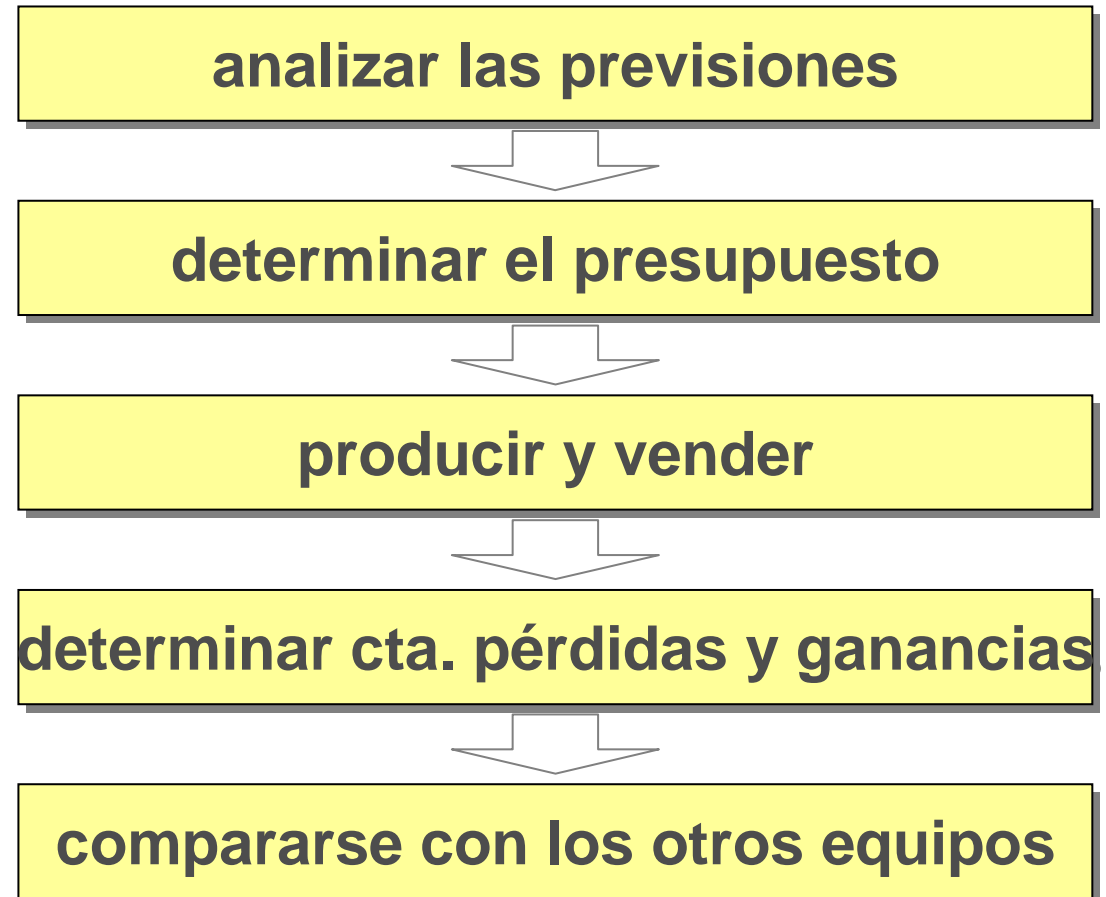 analizar las previsiones
determinar el presupuesto
producir y vender
determinar cta. pérdidas y ganancias.
compararse con los otros equipos